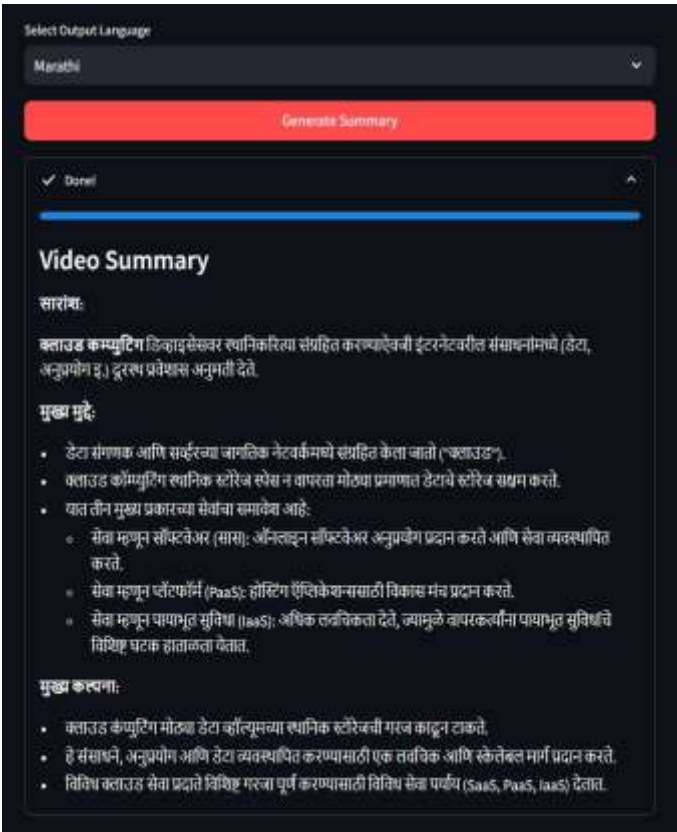 Select Output Language
Marathi
Generate Summary
Done!
Video Summary
सारांश:
क्लाउड कम्प्युटिंग डिव्हाइसेसवर स्थानिकरित्या संग्रहित करण्याऐवजी इंटरनेटवरील संसाधनांमध्ये (डेटा,
अनुप्रयोग इ.) दूरस्थ प्रवेशास अनुमती देते.
मुख्य मुद्दे:
• डेटा संगणक आणि सर्व्हरच्या जागतिक नेटवर्कमध्ये संग्रहित केला जातो ("क्लाउड").
• क्लाउड कॉम्प्युटिंग स्थानिक स्टोरेज स्पेस न वापरता मोठ्या प्रमाणात डेटाचे स्टोरेज सक्षम करते.
• यात तीन मुख्य प्रकारच्या सेवांचा समावेश आहे:
◦ सेवा म्हणून सॉफ्टवेअर (सास): ऑनलाइन सॉफ्टवेअर अनुप्रयोग प्रदान करते आणि सेवा व्यवस्थापित
करते.
◦ सेवा म्हणून प्लॅटफॉर्म (PaaS): होस्टिंग ऍप्लिकेशन्ससाठी विकास मंच प्रदान करते.
◦ सेवा म्हणून पायाभूत सुविधा (IaaS): अधिक लवचिकता देते, ज्यामुळे वापरकर्त्यांना पायाभूत सुविधांचे
विशिष्ट घटक हाताळता येतात.
मुख्य कल्पना:
• क्लाउड कंप्युटिंग मोठ्या डेटा व्हॉल्यूमच्या स्थानिक स्टोरेजची गरज काढून टाकते.
• हे संसाधने, अनुप्रयोग आणि डेटा व्यवस्थापित करण्यासाठी एक लवचिक आणि स्केलेबल मार्ग प्रदान करते.
• विविध क्लाउड सेवा प्रदाते विशिष्ट गरजा पूर्ण करण्यासाठी विविध सेवा पर्याय (SaaS, PaaS, IaaS) देतात.